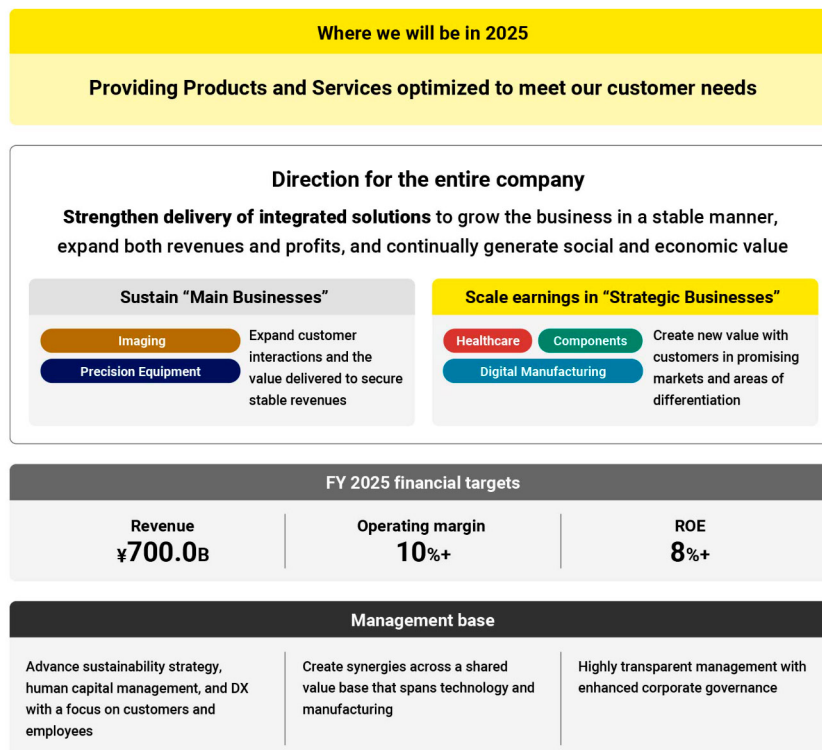 Where we will be in 2025
Providing Products and Services optimized to meet our customer needs
Direction for the entire company
Strengthen delivery of integrated solutions to grow the business in a stable manner,
expand both revenues and profits, and continually generate social and economic value
Sustain “Main Businesses”
Imaging
Precision Equipment
Expand customer
interactions and the
value delivered to secure
stable revenues
Scale earnings in “Strategic Businesses”
Healthcare
Components
Digital Manufacturing
Create new value with
customers in promising
markets and areas of
differentiation
FY 2025 financial targets
Revenue
¥700.0B
Operating margin
10%+
ROE
8%+
Management base
Advance sustainability strategy,
human capital management, and DX
with a focus on customers and
employees
Create synergies across a shared
value base that spans technology and
manufacturing
Highly transparent management with
enhanced corporate governance